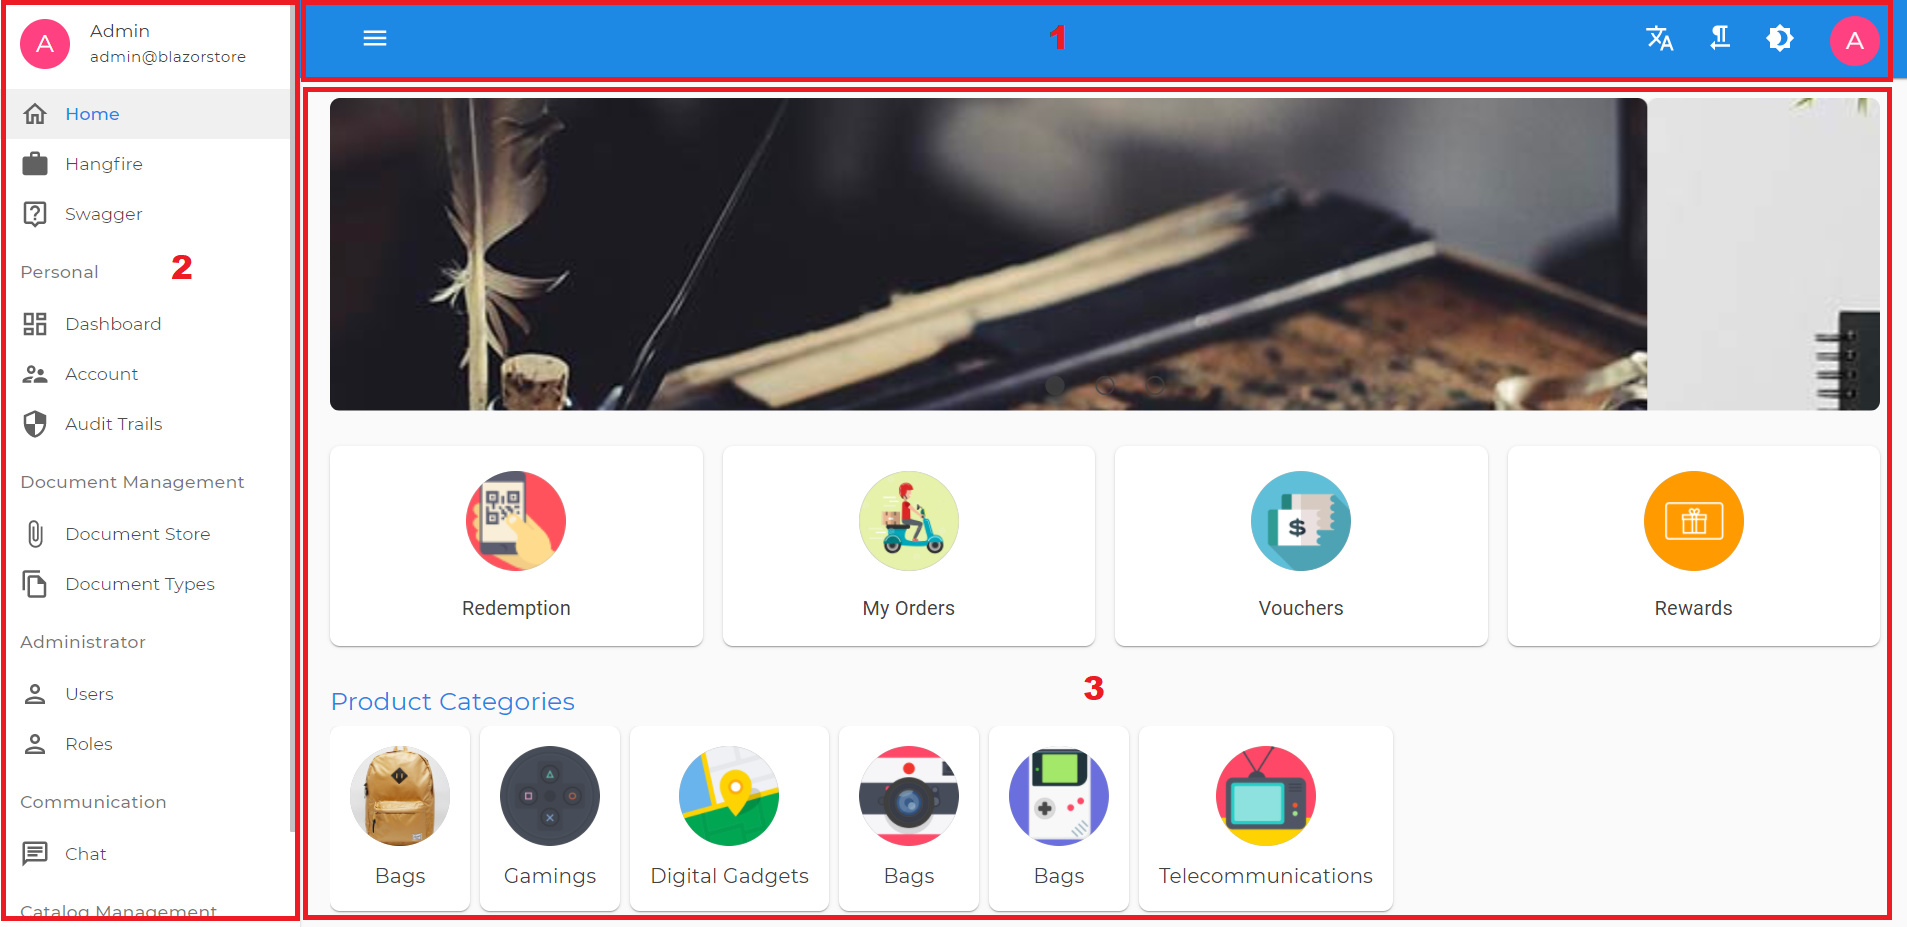 A
Admin
admin@blazorstore
Home
Hangfire
Swagger
Personal
2
Dashboard
Account
Audit Trails
Document Management
Document Store
Document Types
Administrator
Users
Roles
Communication
Chat
Catalog Management
1
A
Redemption
My Orders
Vouchers
Rewards
Product Categories
3
Bags
Gamings
Digital Gadgets
Bags
Bags
Telecommunications